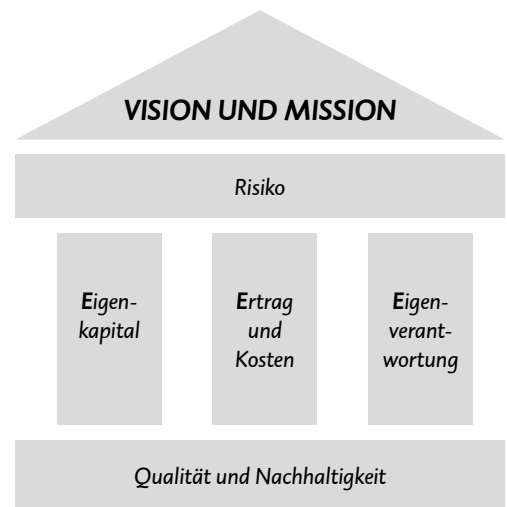 VISION UND MISSION
Risiko
Eigen-
kapital
Ertrag
und
Kosten
Eigen-
verant-
wortung
Qualität und Nachhaltigkeit